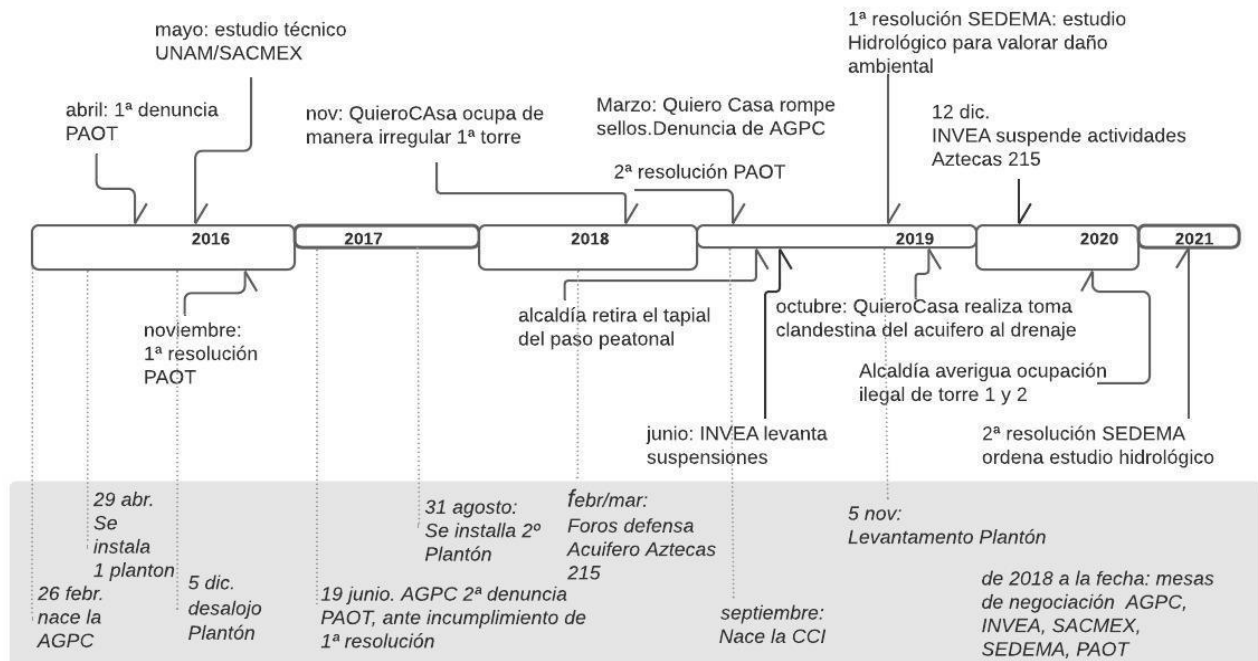 mayo: estudio técnico
UNAM/SACMEX
abril: 1ª denuncia
PAOT
nov: QuieroCAsa ocupa de
manera irregular 1ª torre
Marzo: Quiero Casa rompe
sellos.Denuncia de AGPC
2ª resolución PAOT
1ª resolución SEDEMA: estudio
Hidrológico para valorar daño
ambiental
12 dic.
INVEA suspende actividades
Aztecas 215
2016
2017
2018
2019
2020
2021
noviembre:
1ª resolución
PAOT
alcaldía retira el tapial
del paso peatonal
junio: INVEA levanta
suspensiones
octubre: QuieroCasa realiza toma
clandestina del acuifero al drenaje
Alcaldía averigua ocupación
ilegal de torre 1 y 2
2ª resolución SEDEMA
ordena estudio hidrológico
26 febr.
nace la
AGPC
29 abr.
Se
instala
1 planton
5 dic.
desalojo
Plantón
19 junio. AGPC 2ª denuncia
PAOT, ante incumplimiento de
1ª resolución
31 agosto:
Se installa 2º
Plantón
febr/mar:
Foros defensa
Acuifero Aztecas
215
septiembre:
Nace la CCI
5 nov:
Levantamento Plantón
de 2018 a la fecha: mesas
de negociación AGPC,
INVEA, SACMEX,
SEDEMA, PAOT